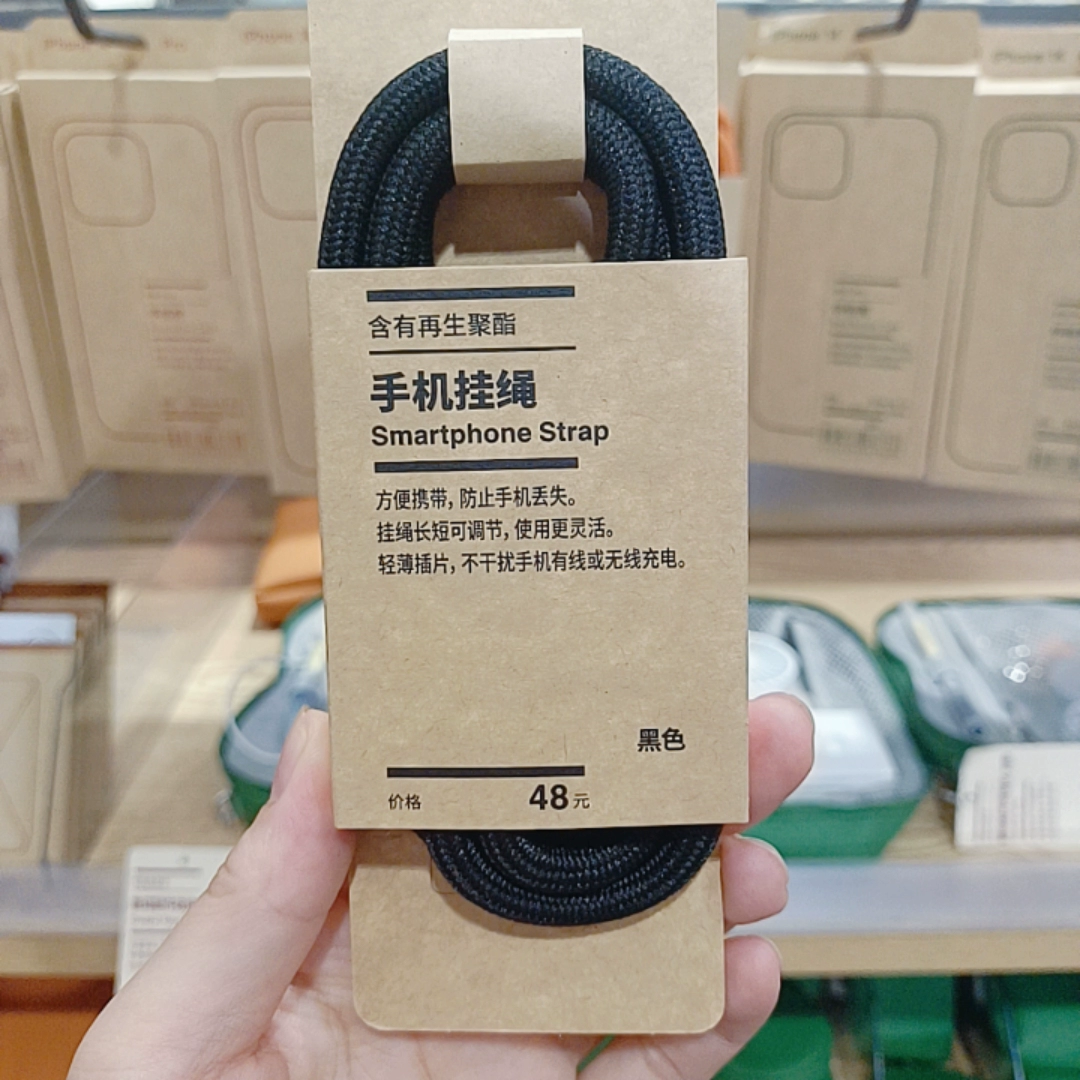 含有再生聚酯
手机挂绳
Smartphone Strap
方便携带, 防止手机丢失。
挂绳长短可调节, 使用更灵活。
轻薄插片, 不干扰手机有线或无线充电。
黑色
价格 48元